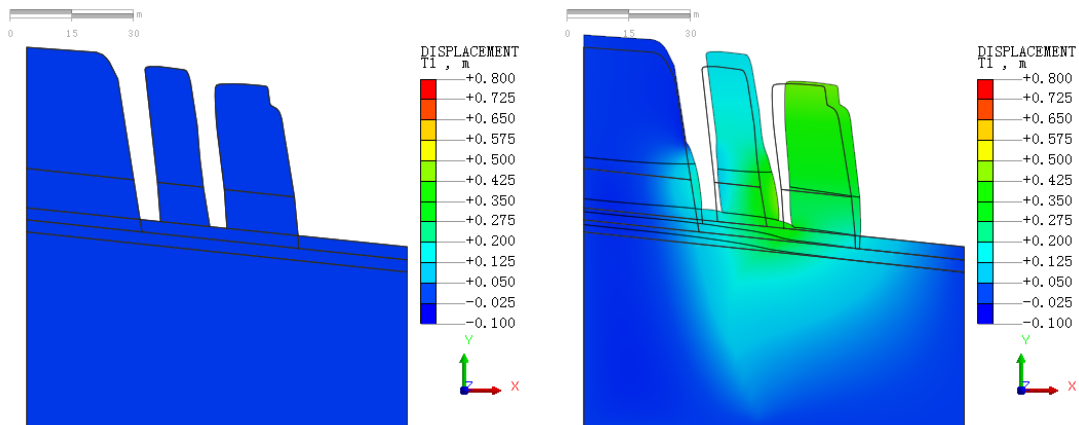 0 15 30 m
DISPLACEMENT
T1 , m
+0.800
+0.725
+0.650
+0.575
+0.500
+0.425
+0.350
+0.275
+0.200
+0.125
+0.050
-0.025
-0.100
Y
Z X
0 15 30 m
DISPLACEMENT
T1 , m
+0.800
+0.725
+0.650
+0.575
+0.500
+0.425
+0.350
+0.275
+0.200
+0.125
+0.050
-0.025
-0.100
Y
Z X